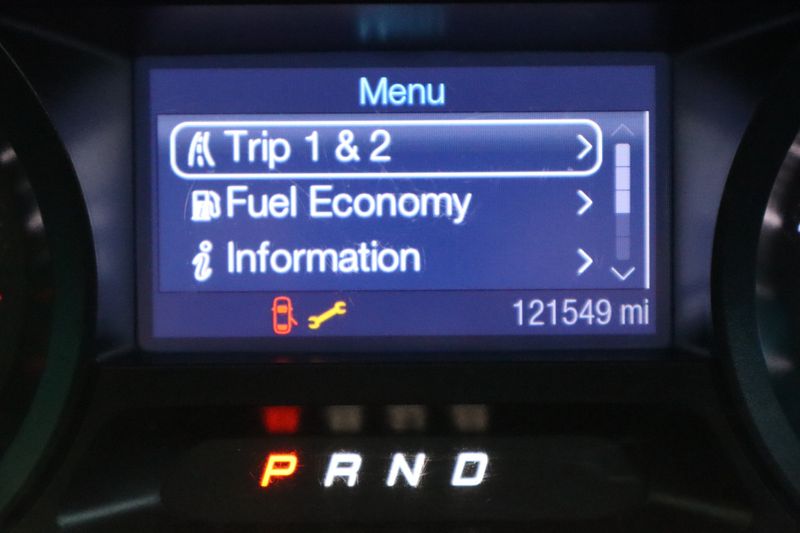 Menu
Trip 1 & 2
Fuel Economy
Information
121549 mi
P R N D